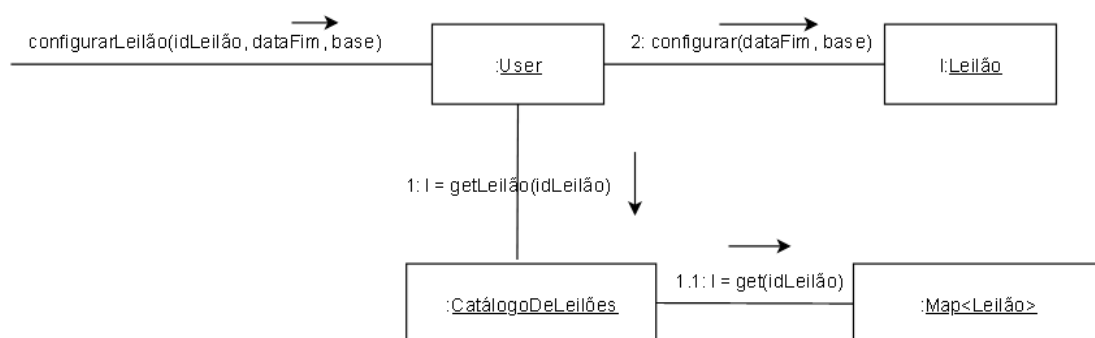 configurarLeilão(idLeilão, dataFim, base)
2: configurar(dataFim, base)
:User
l:Leilão
1: l = getLeilão(idLeilão)
1.1: l = get(idLeilão)
:CatálogoDeLeilões
:Map<Leilão>